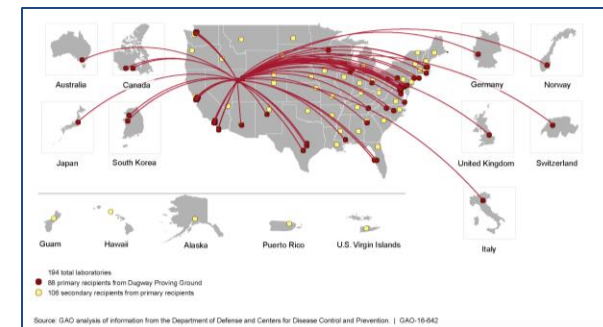 Australia
Canada
Germany
Norway
Japan
South Korea
United Kingdom
Switzerland
Italy
Guam
Hawaii
Alaska
Puerto Rico
U.S. Virgin Islands
194 total laboratories
88 primary recipients from Dugway Proving Ground
106 secondary recipients from primary recipients
Source: GAO analysis of information from the Department of Defense and Centers for Disease Control and Prevention. | GAO-16-642